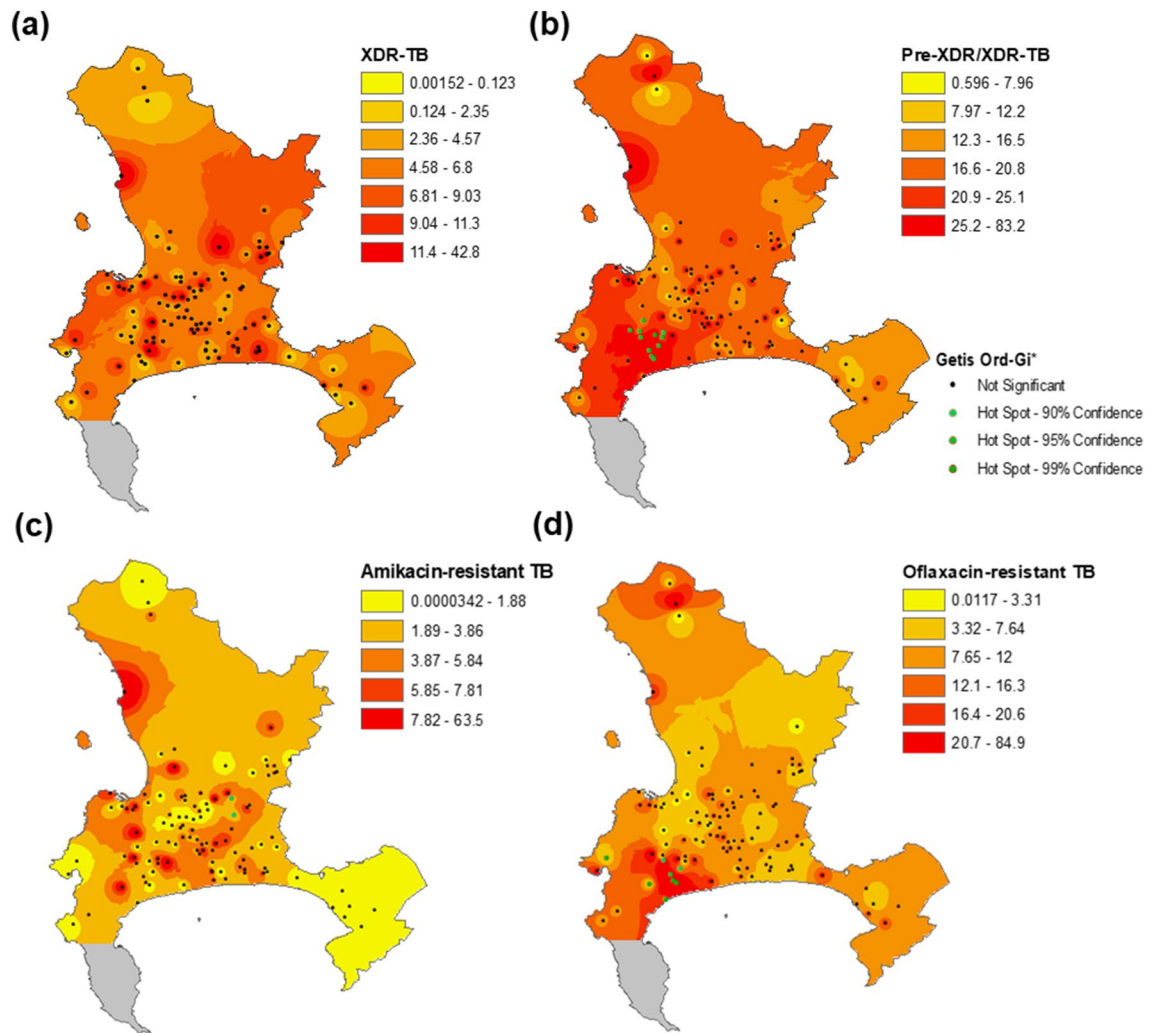 (a)
XDR-TB
0.00152 - 0.123
0.124 - 2.35
2.36 - 4.57
4.58 - 6.8
6.81 - 9.03
9.04 - 11.3
11.4 - 42.8
(b)
Pre-XDR/XDR-TB
0.596 - 7.96
7.97 - 12.2
12.3 - 16.5
16.6 - 20.8
20.9 - 25.1
25.2 - 83.2
Getis Ord-Gi*
Not Significant
Hot Spot - 90% Confidence
Hot Spot - 95% Confidence
Hot Spot - 99% Confidence
(c)
Amikacin-resistant TB
0.0000342 - 1.88
1.89 - 3.86
3.87 - 5.84
5.85 - 7.81
7.82 - 63.5
(d)
Oflaxacin-resistant TB
0.0117 - 3.31
3.32 - 7.64
7.65 - 12
12.1 - 16.3
16.4 - 20.6
20.7 - 84.9